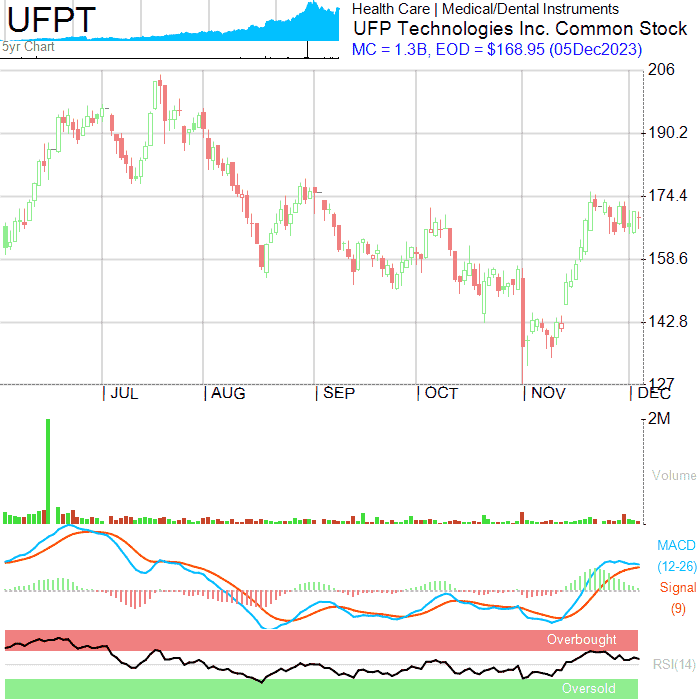 UFPT
5yr Chart
Health Care | Medical/Dental Instruments
UFP Technologies Inc. Common Stock
MC = 1.3B, EOD = $168.95 (05Dec2023)
206
190.2
174.4
158.6
142.8
127
JUL AUG SEP OCT NOV DEC
2M
Volume
MACD
(12-26)
Signal
(9)
Overbought
RSI(14)
Oversold